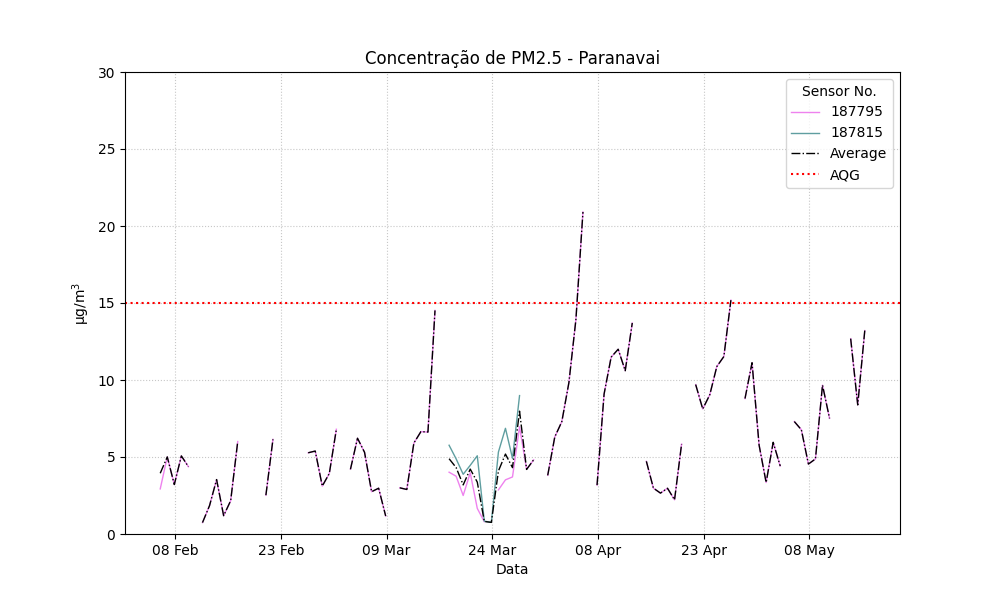 Concentração de PM2.5 - Paranavai
30
25
20
15
10
5
0
µg/m³
Sensor No.
187795
187815
Average
AQG
08 Feb
23 Feb
09 Mar
24 Mar
08 Apr
23 Apr
08 May
Data